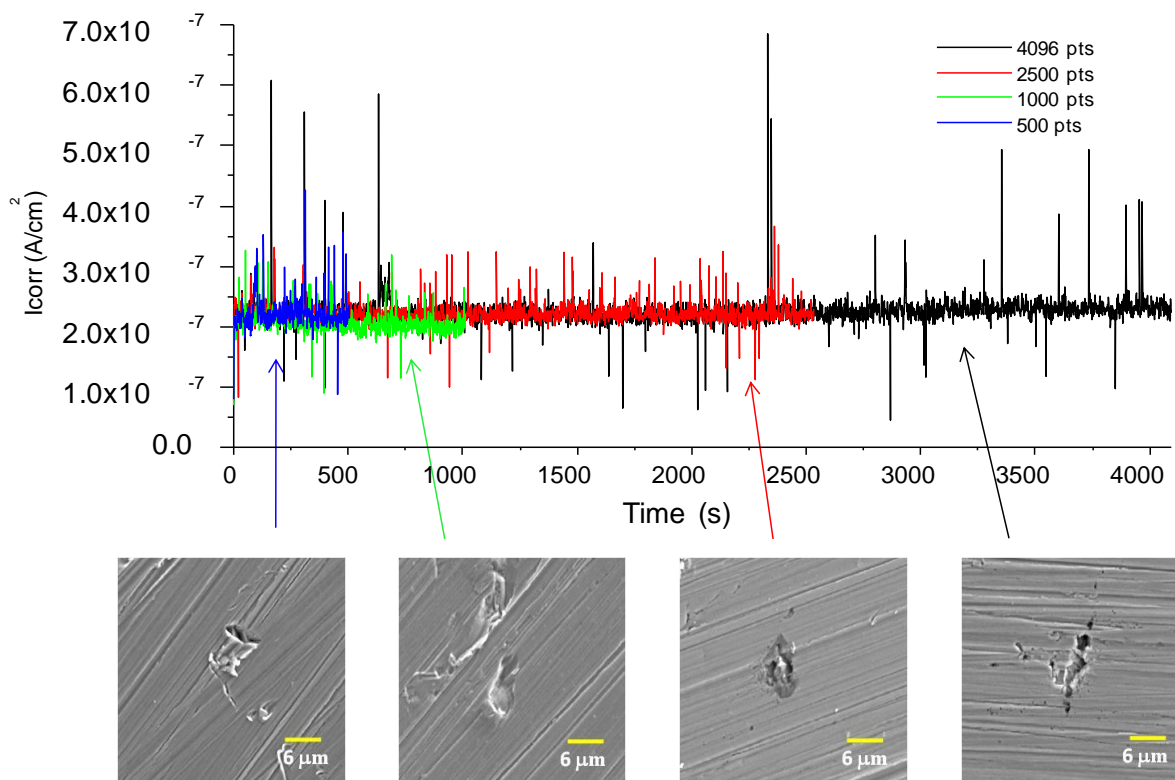 7.0x10 -7
6.0x10 -7
5.0x10 -7
4.0x10 -7
3.0x10 -7
2.0x10 -7
1.0x10 -7
0.0
Icorr (A/cm²)
4096 pts
2500 pts
1000 pts
500 pts
0 500 1000 1500 2000 2500 3000 3500 4000
Time (s)
6 μm 6 μm 6 μm 6 μm